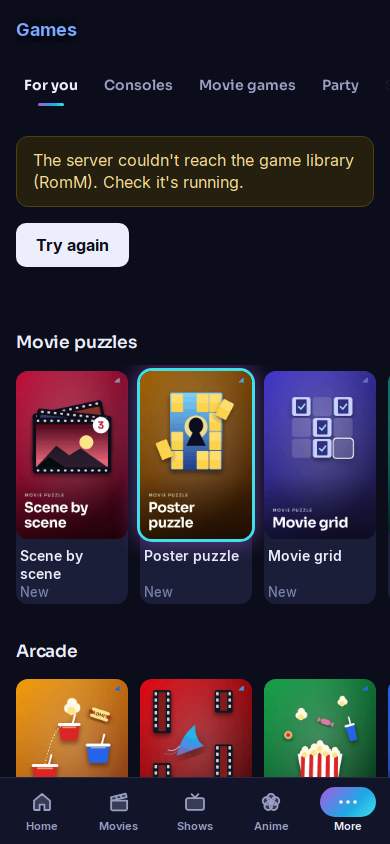 Games
For you
Consoles
Movie games
Party
The server couldn't reach the game library
(RomM). Check it's running.
Try again
Movie puzzles
3
MOVIE PUZZLE
Scene by
scene
MOVIE PUZZLE
Poster
puzzle
MOVIE PUZZLE
Movie grid
Scene by
scene
New
Poster puzzle
New
Movie grid
New
Arcade
Home
Movies
Shows
Anime
More